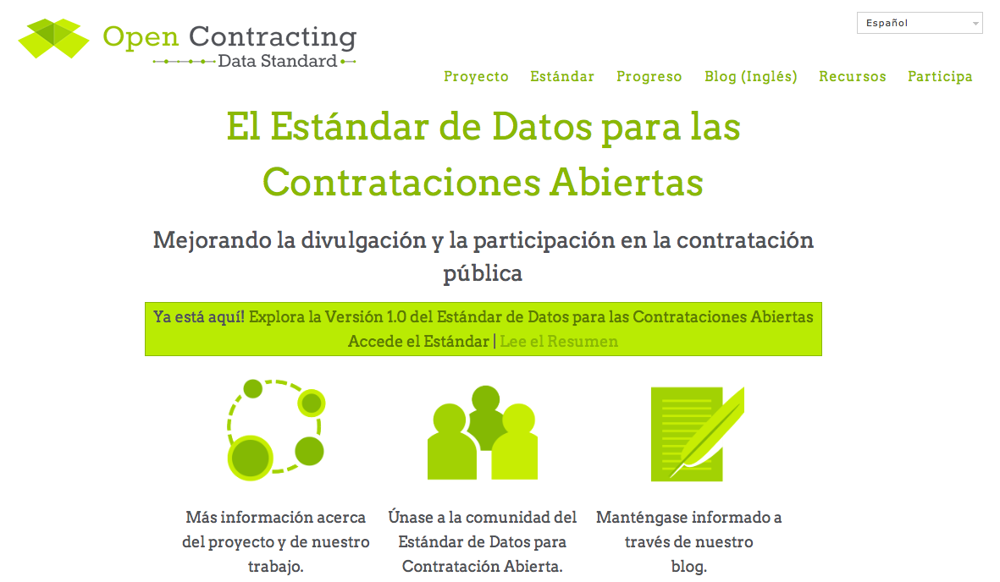 Open Contracting
Data Standard
Español
Proyecto Estándar Progreso Blog (Inglés) Recursos Participa
El Estándar de Datos para las
Contrataciones Abiertas
Mejorando la divulgación y la participación en la contratación
pública
Ya está aquí! Explora la Versión 1.0 del Estándar de Datos para las Contrataciones Abiertas
Accede el Estándar | Lee el Resumen
Más información acerca
del proyecto y de nuestro
trabajo.
Únase a la comunidad del
Estándar de Datos para
Contratación Abierta.
Manténgase informado a
través de nuestro
blog.